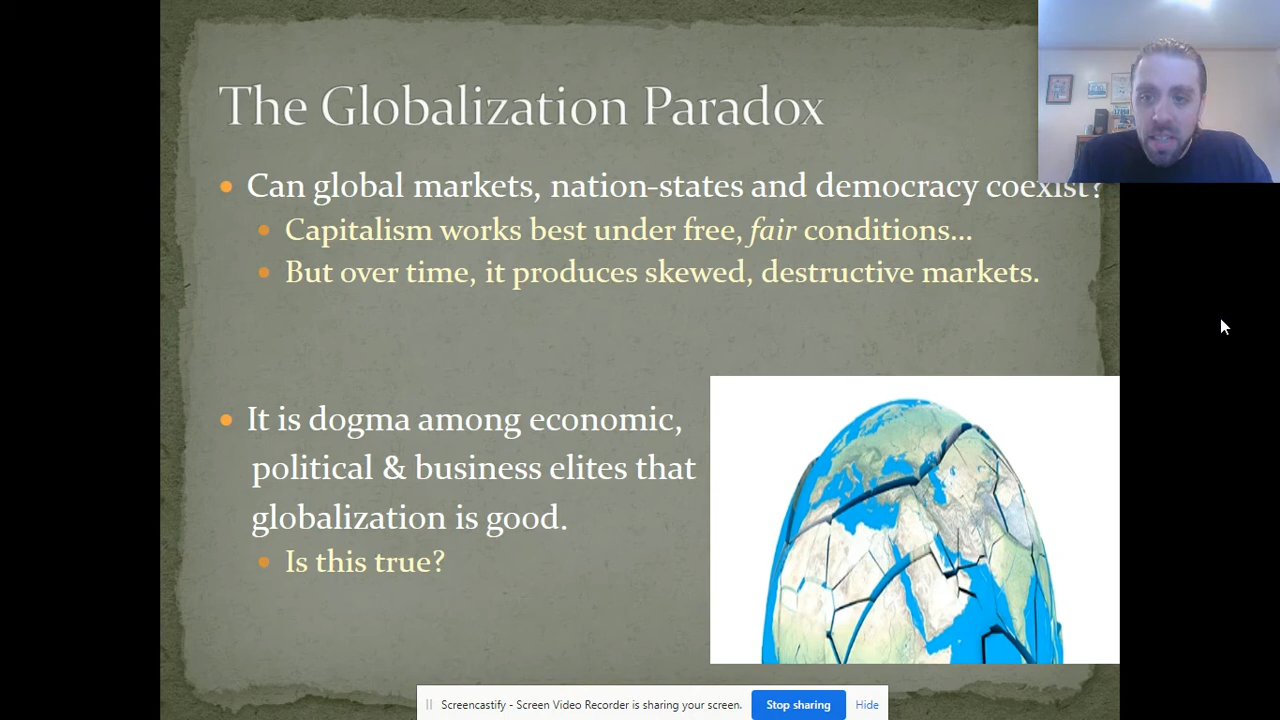 The Globalization Paradox
Can global markets, nation-states and democracy coexist?
Capitalism works best under free, fair conditions...
But over time, it produces skewed, destructive markets.
It is dogma among economic,
political & business elites that
globalization is good.
Is this true?
Screencastify - Screen Video Recorder is sharing your screen. Stop sharing Hide